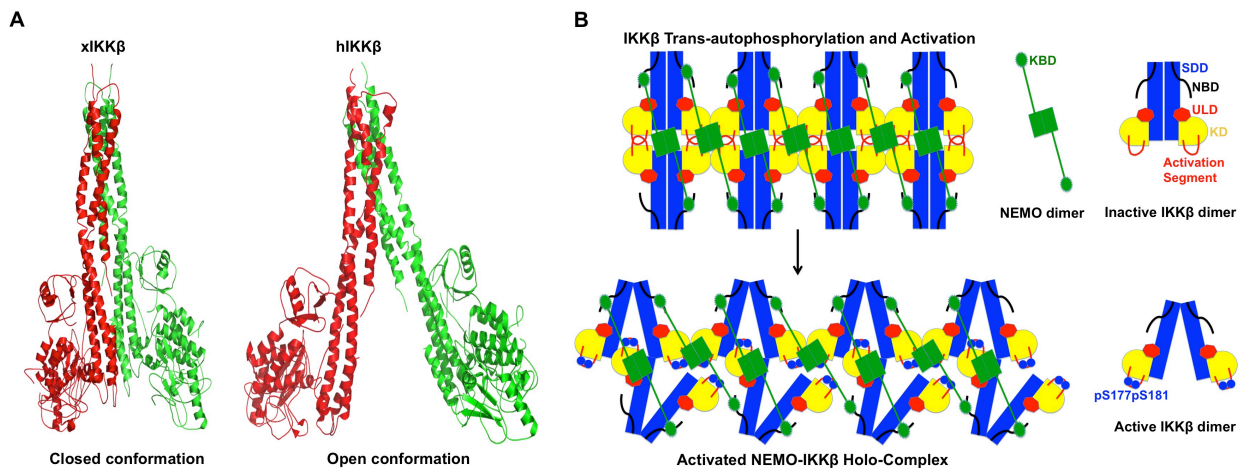 A
xIKKβ
hIKKβ
Closed conformation
Open conformation
B
IKKβ Trans-autophosphorylation and Activation
KBD
NEMO dimer
SDD
NBD
ULD
KD
Activation
Segment
Inactive IKKβ dimer
Activated NEMO-IKKβ Holo-Complex
pS177pS181
Active IKKβ dimer